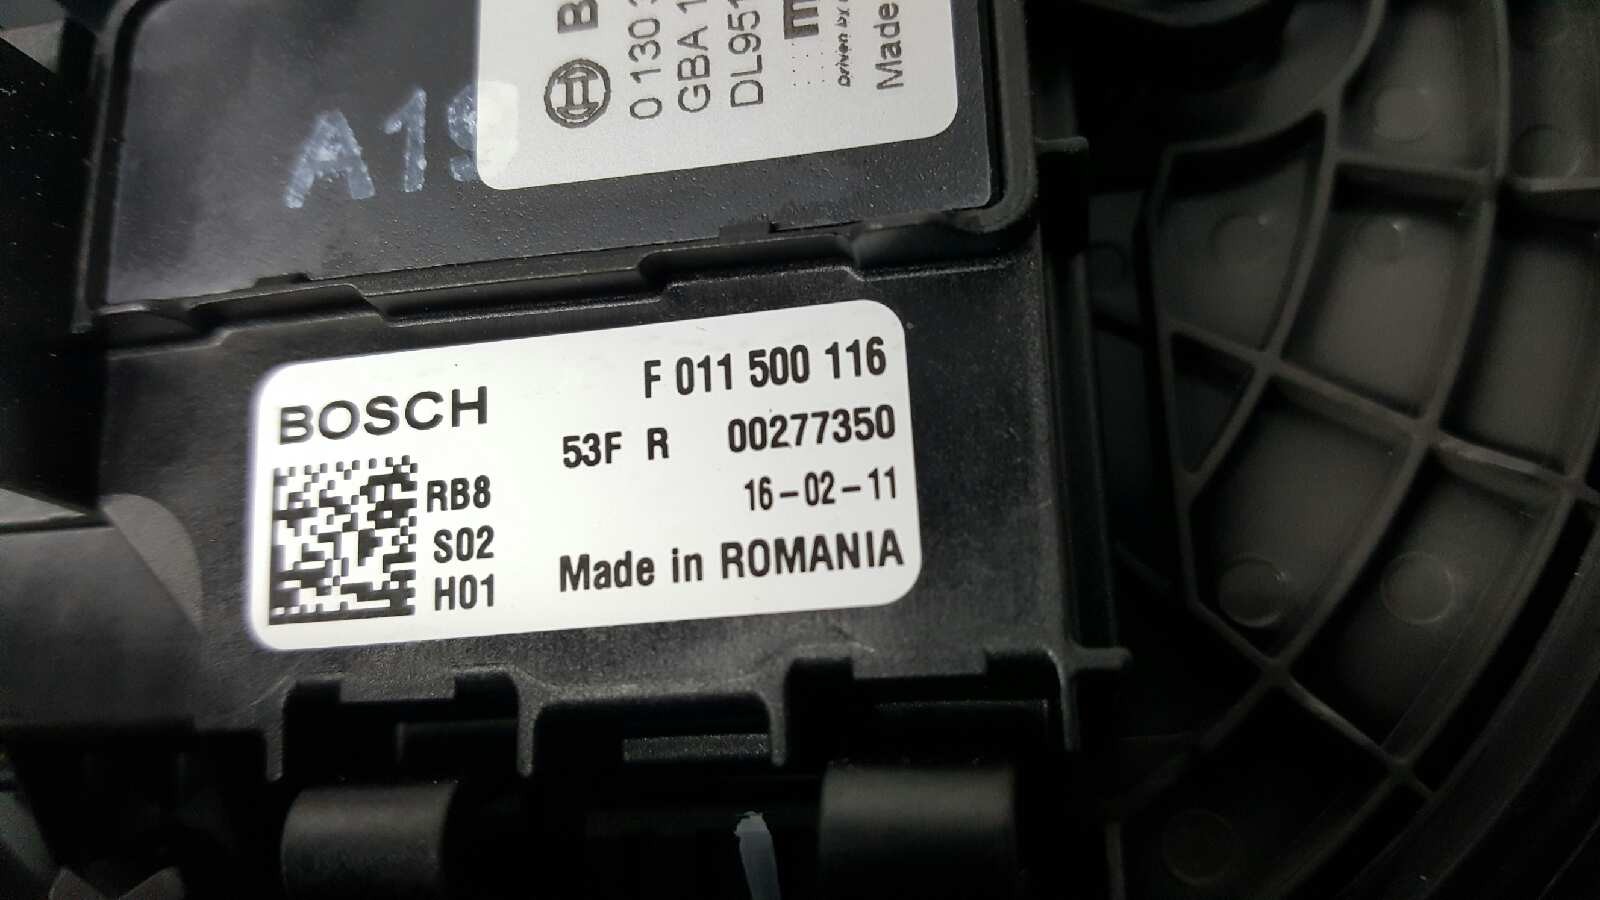 A19
0 130
GBA 1
DL951
Made
BOSCH
F 011 500 116
53F R 00277350
RB8
16-02-11
S02
Made in ROMANIA
H01